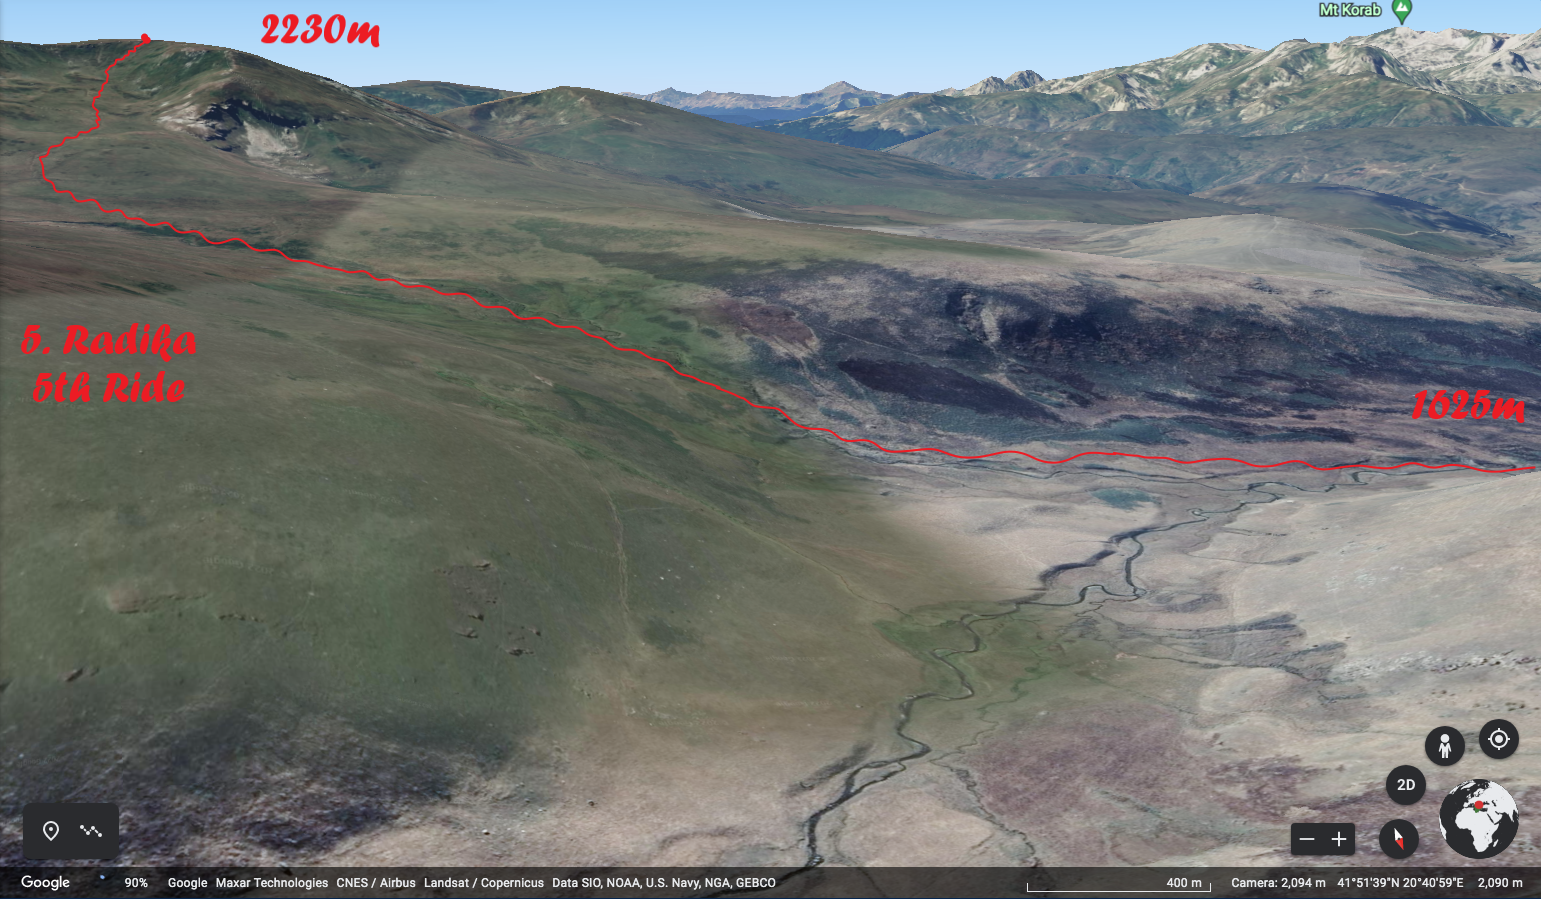 Mt Korab
2230m
5. Radika
5th Ride
1625m
2D
Google
90%
Google Maxar Technologies CNES / Airbus Landsat / Copernicus Data SIO, NOAA, U.S. Navy, NGA, GEBCO
400 m
Camera: 2,094 m 41°51'39"N 20°40'59"E 2,090 m